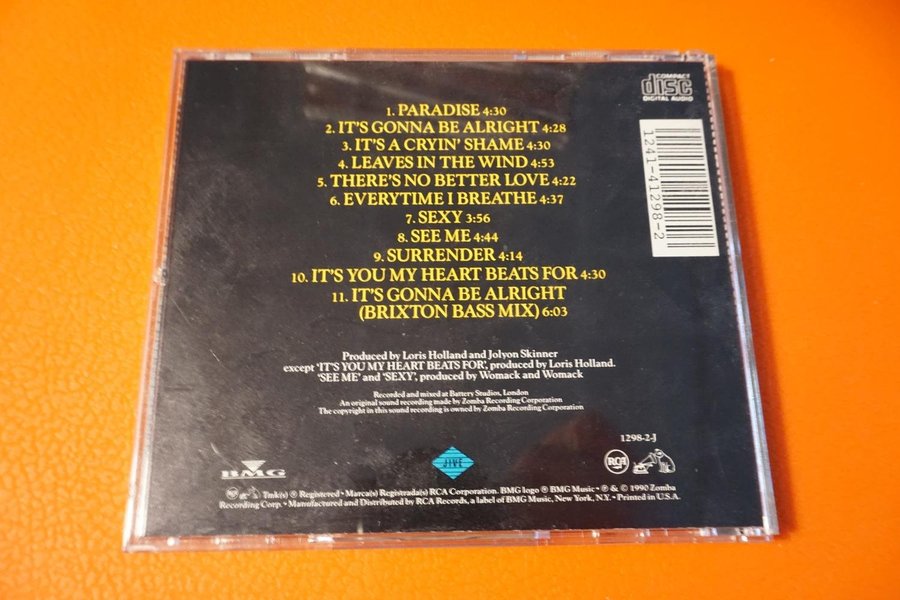 COMPACT
disc
DIGITAL AUDIO
1. PARADISE 4:30
2. IT'S GONNA BE ALRIGHT 4:28
3. IT'S A CRYIN' SHAME 4:30
4. LEAVES IN THE WIND 4:53
5. THERE'S NO BETTER LOVE 4:22
6. EVERYTIME I BREATHE 4:37
7. SEXY 3:56
8. SEE ME 4:44
9. SURRENDER 4:14
10. IT'S YOU MY HEART BEATS FOR 4:30
11. IT'S GONNA BE ALRIGHT
(BRIXTON BASS MIX) 6:03
1241-41298-2
Produced by Loris Holland and Jolyon Skinner
except 'IT'S YOU MY HEART BEATS FOR', produced by Loris Holland.
'SEE ME' and 'SEXY', produced by Womack and Womack
Recorded and mixed at Battery Studios, London
An original sound recording made by Zomba Recording Corporation
The copyright in this sound recording is owned by Zomba Recording Corporation
1298-2-J
BMG
JIVE
RCA
Tmk(s) ® Registered • Marca(s) Registrada(s) RCA Corporation. BMG logo ® BMG Music • ℗ & © 1990 Zomba
Recording Corp. • Manufactured and Distributed by RCA Records, a label of BMG Music, New York, N.Y. • Printed in U.S.A.